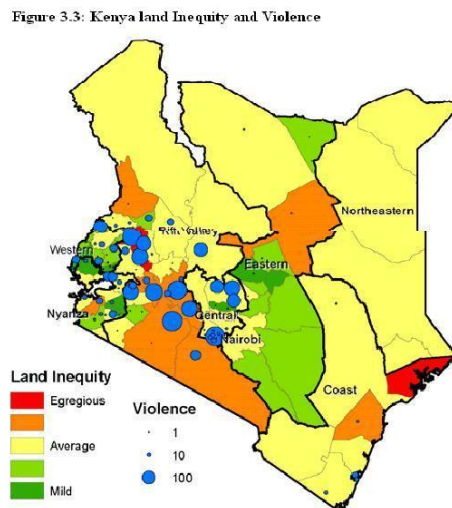 Figure 3.3: Kenya land Inequity and Violence
Northeastern
Rift Valley
Western
Eastern
Nyanza
Central
Nairobi
Coast
Land Inequity
Egregious
Average
Mild
Violence
1
10
100